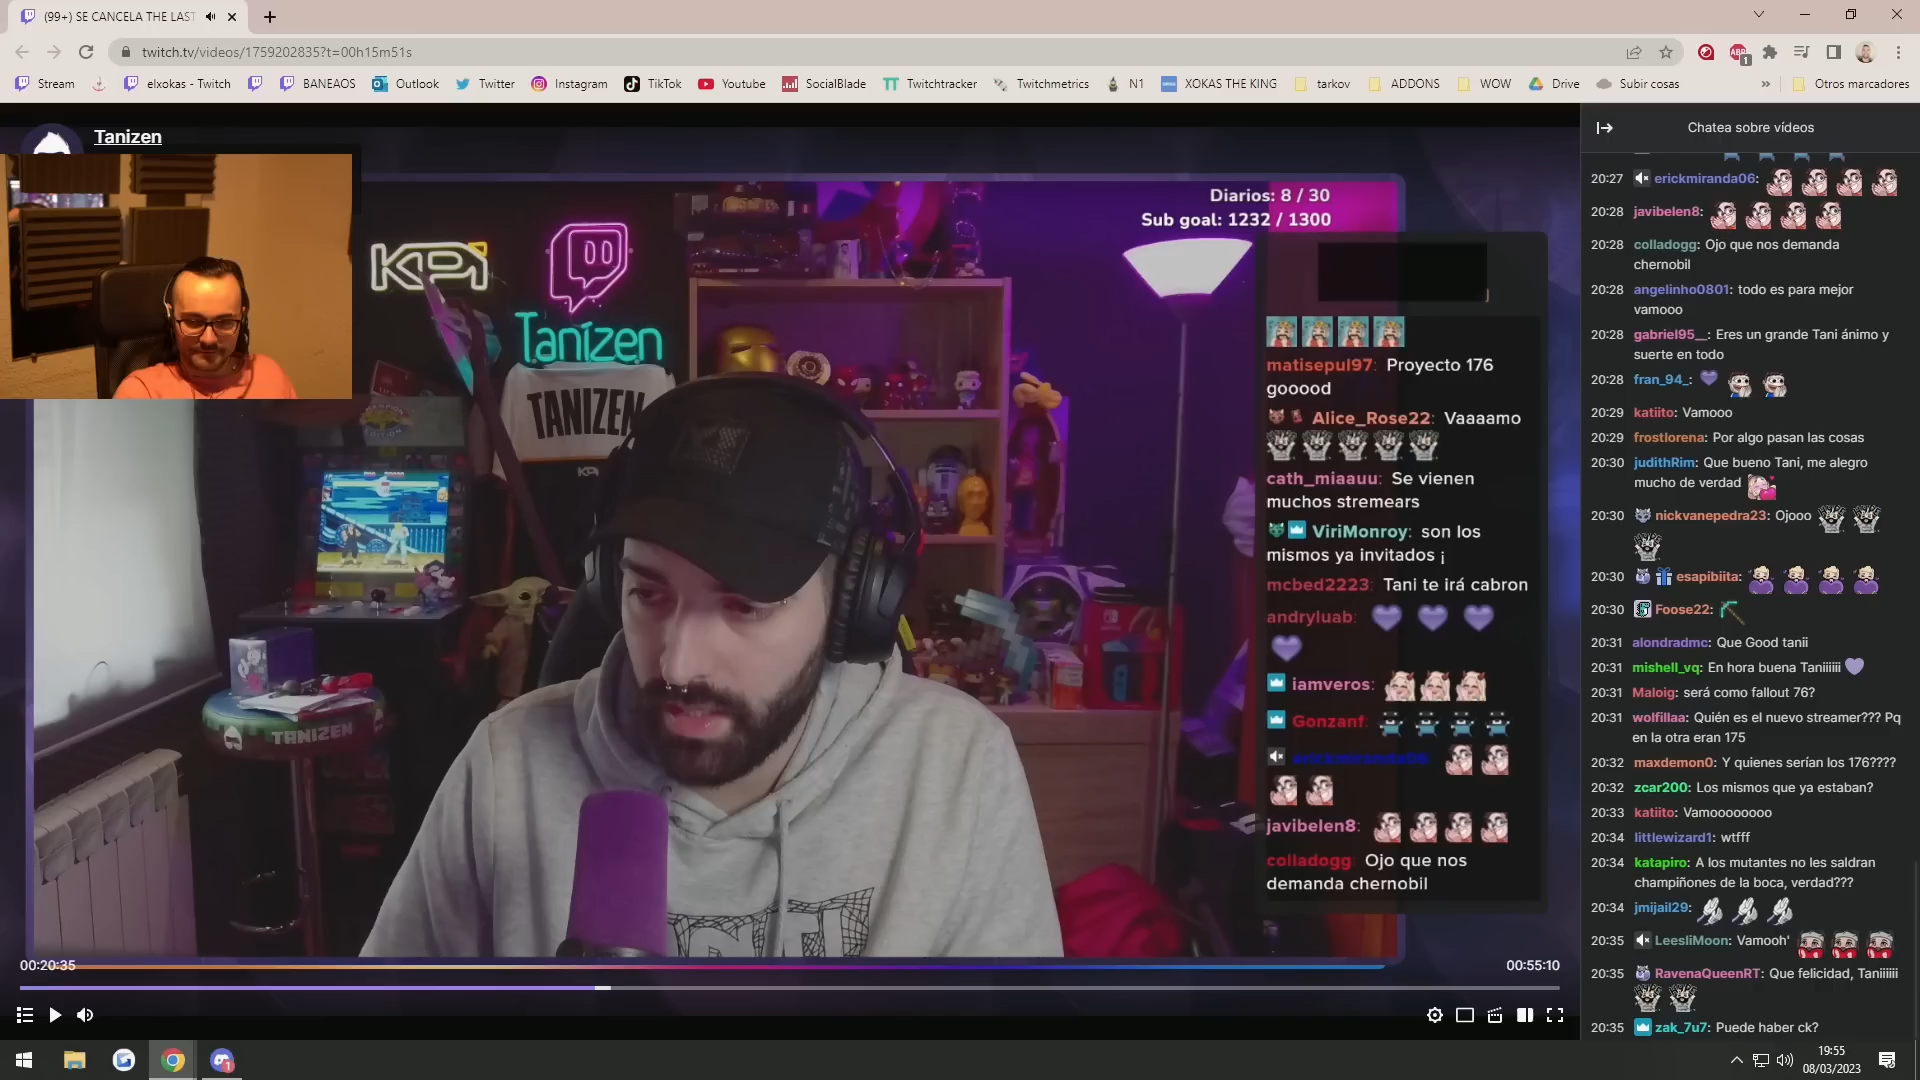 (99+) SE CANCELA THE LAST
twitch.tv/videos/1759202835?t=00h15m51s
ABP
1
Stream
elxokas - Twitch
BANEAOS
Outlook
Twitter
Instagram
TikTok
Youtube
SocialBlade
Twitchtracker
Twitchmetrics
N1
XOKAS THE KING
tarkov
ADDONS
WOW
Drive
Subir cosas
»
Otros marcadores
Tanizen
Diarios: 8 / 30
Sub goal: 1232 / 1300
KPI
Tanizen
TANIZEN
KPI
TANIZEN
matisepul97: Proyecto 176
gooood
Alice_Rose22: Vaaaamo
cath_miaauu: Se vienen
muchos stremears
ViriMonroy: son los
mismos ya invitados ¡
mcbed2223: Tani te irá cabron
andryluab:
iamveros:
Gonzanf:
erickmiranda06
javibelen8:
colladogg: Ojo que nos
demanda chernobil
00:20:35
00:55:10
Chatea sobre vídeos
20:27 erickmiranda06:
20:28 javibelen8:
20:28 colladogg: Ojo que nos demanda
chernobil
20:28 angelinho0801: todo es para mejor
vamooo
20:28 gabriel95__: Eres un grande Tani ánimo y
suerte en todo
20:28 fran_94_:
20:29 katiito: Vamooo
20:29 frostlorena: Por algo pasan las cosas
20:30 judithRim: Que bueno Tani, me alegro
mucho de verdad
20:30 nickvanepedra23: Ojooo
20:30 esapibiita:
20:30 Foose22:
20:31 alondradmc: Que Good tanii
20:31 mishell_vq: En hora buena Taniiiiii
20:31 Maloig: será como fallout 76?
20:31 wolfillaa: Quién es el nuevo streamer??? Pq
en la otra eran 175
20:32 maxdemon0: Y quienes serían los 176????
20:32 zcar200: Los mismos que ya estaban?
20:33 katiito: Vamoooooooo
20:34 littlewizard1: wtfff
20:34 katapiro: A los mutantes no les saldran
champiñones de la boca, verdad???
20:34 jmijail29:
20:35 LeesliMoon: Vamooh'
20:35 RavenaQueenRT: Que felicidad, Taniiiiii
20:35 zak_7u7: Puede haber ck?
1
19:55
08/03/2023